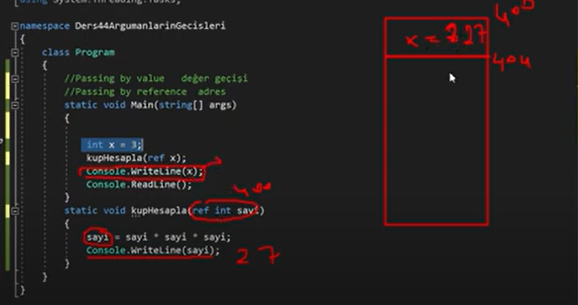 using System.Threading.Tasks;
namespace Ders44ArgumanlarinGecisleri
{
class Program
{
//Passing by value değer geçişi
//Passing by reference adres
static void Main(string[] args)
{
int x = 3;
kupHesapla(ref x);
Console.WriteLine(x);
Console.ReadLine();
}
400
static void kupHesapla(ref int sayi)
{
sayi = sayi * sayi * sayi;
Console.WriteLine(sayi);
27
}
}
}
400
x = 27
404